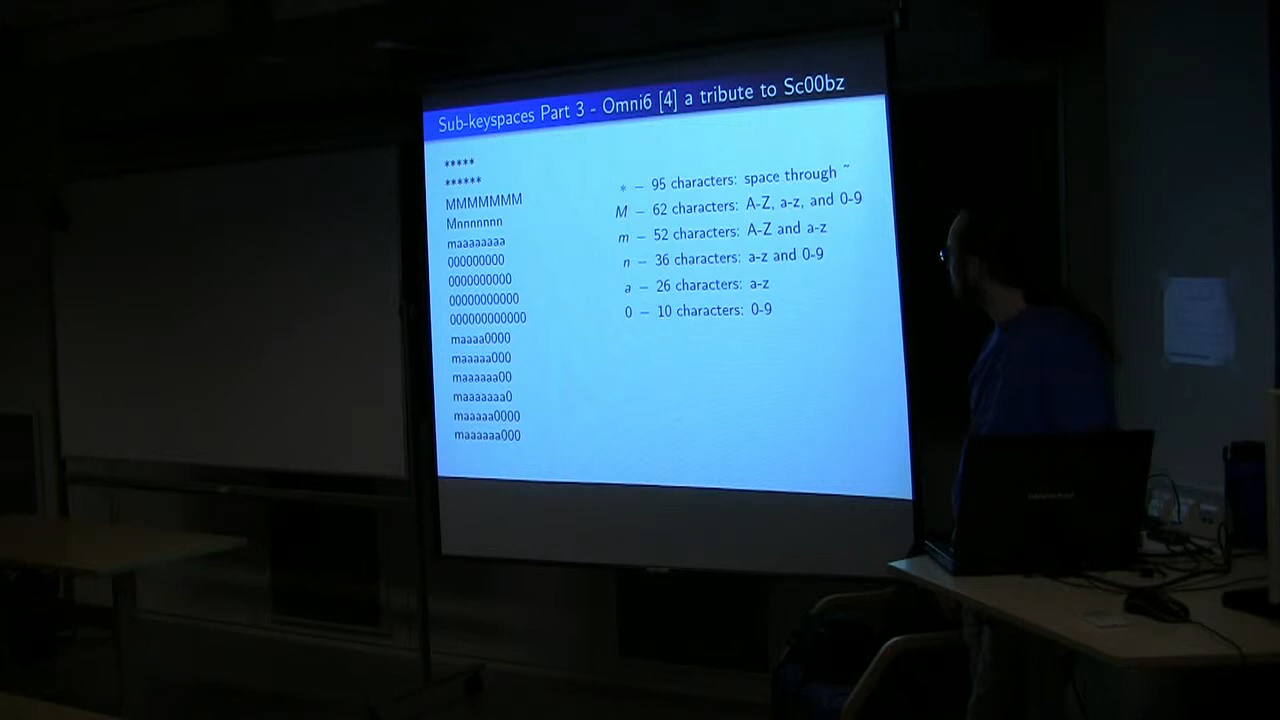 Sub-keyspaces Part 3 - Omni6 [4] a tribute to Sc00bz
*****
******
MMMMMMM
Mnnnnnnn
maaaaaaaa
000000000
0000000000
00000000000
000000000000
maaaa0000
maaaaa000
maaaaaa00
maaaaaaa0
maaaaa0000
maaaaaa000
* – 95 characters: space through ~
M – 62 characters: A-Z, a-z, and 0-9
m – 52 characters: A-Z and a-z
n – 36 characters: a-z and 0-9
a – 26 characters: a-z
0 – 10 characters: 0-9